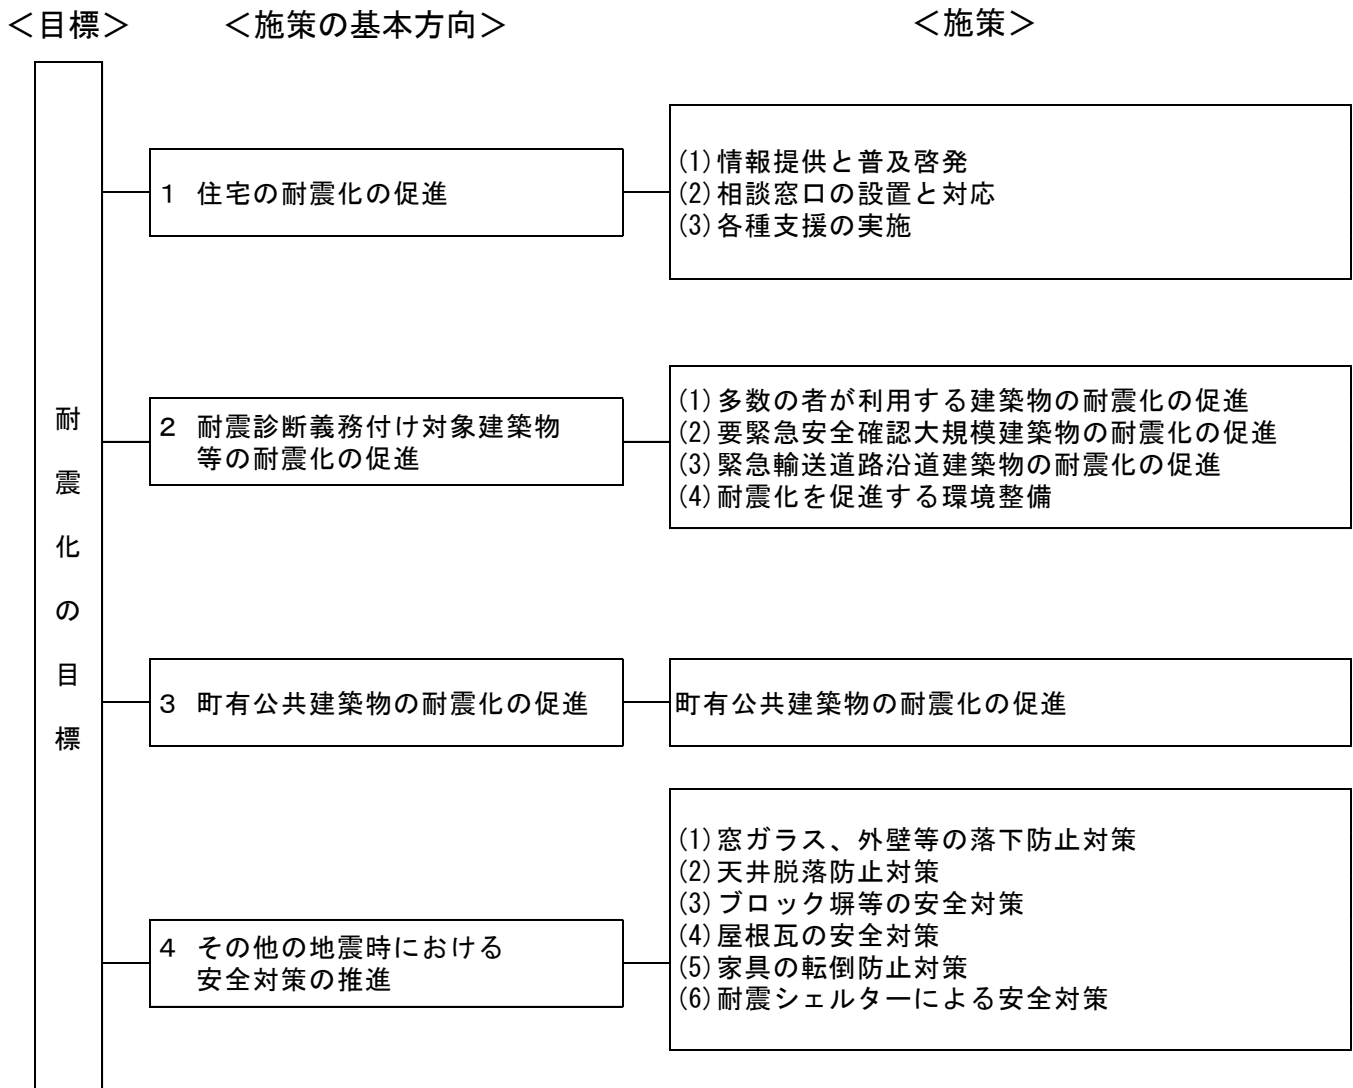 ＜目標＞
＜施策の基本方向＞
＜施策＞
耐震化の目標
１ 住宅の耐震化の促進
(1)情報提供と普及啓発
(2)相談窓口の設置と対応
(3)各種支援の実施
２ 耐震診断義務付け対象建築物
等の耐震化の促進
(1)多数の者が利用する建築物の耐震化の促進
(2)要緊急安全確認大規模建築物の耐震化の促進
(3)緊急輸送道路沿道建築物の耐震化の促進
(4)耐震化を促進する環境整備
３ 町有公共建築物の耐震化の促進
町有公共建築物の耐震化の促進
４ その他の地震時における
安全対策の推進
(1)窓ガラス、外壁等の落下防止対策
(2)天井脱落防止対策
(3)ブロック塀等の安全対策
(4)屋根瓦の安全対策
(5)家具の転倒防止対策
(6)耐震シェルターによる安全対策